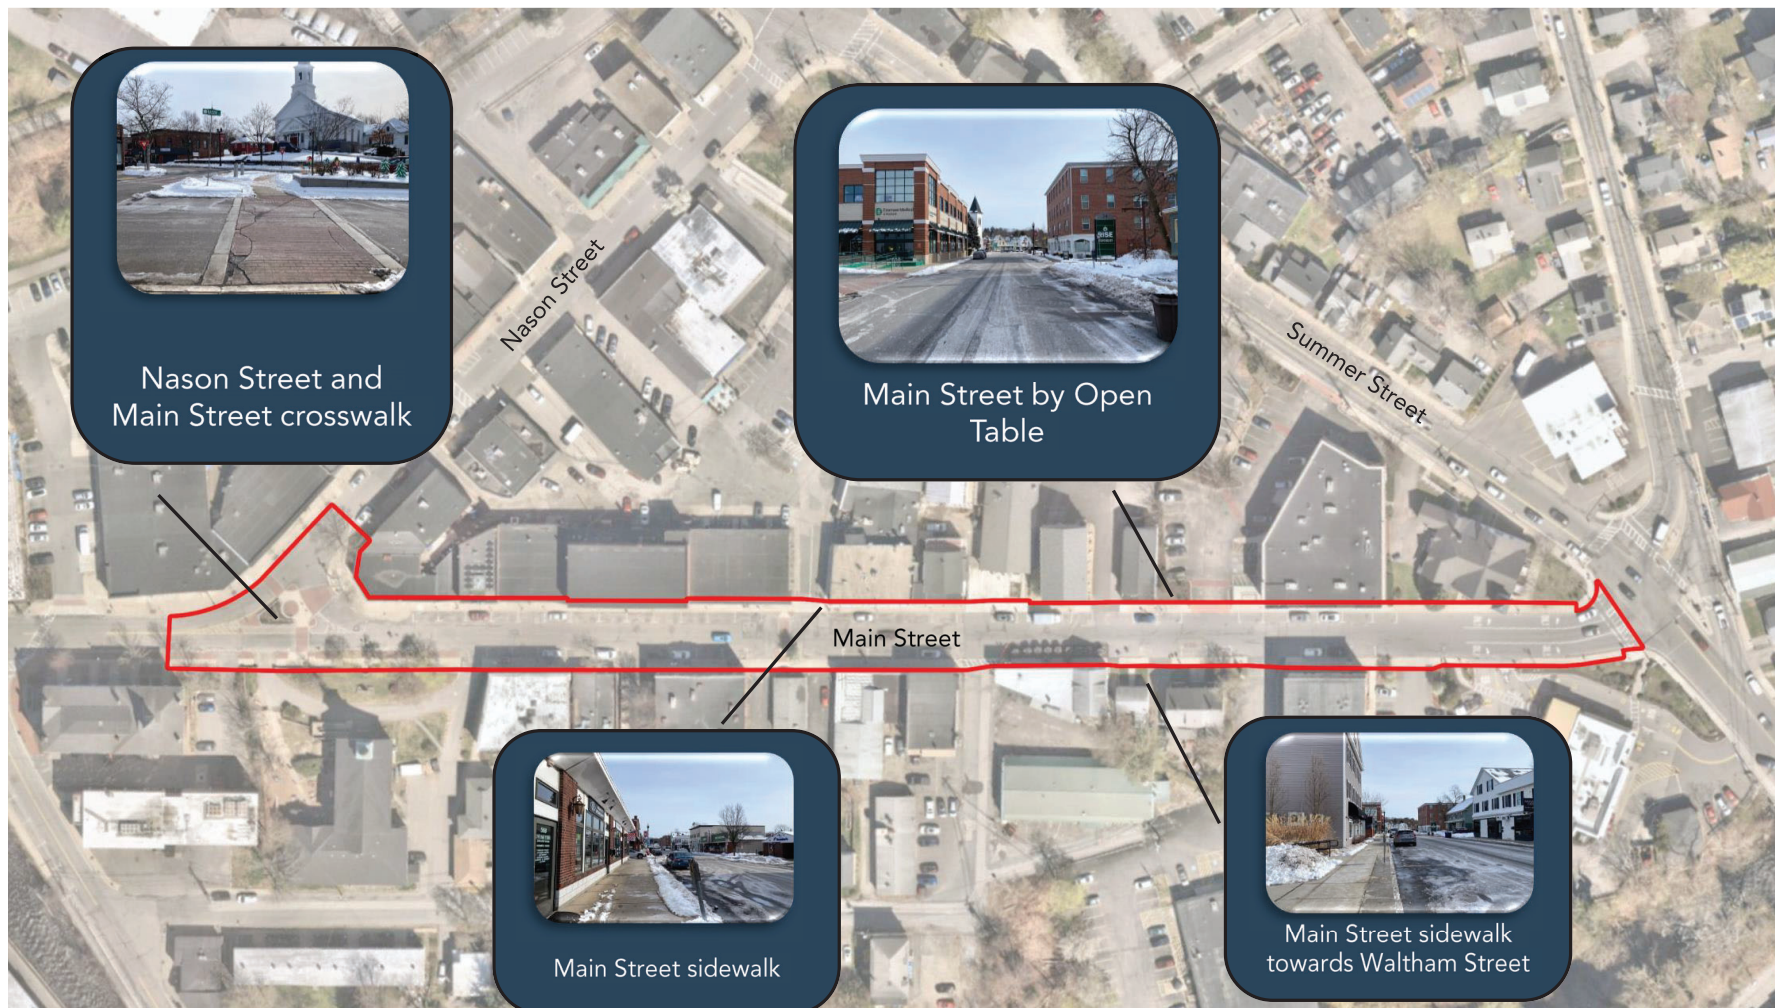 Nason Street and
Main Street crosswalk
Nason Street
Main Street by Open
Table
RISE
Summer Street
Main Street
Main Street sidewalk
Main Street sidewalk
towards Waltham Street